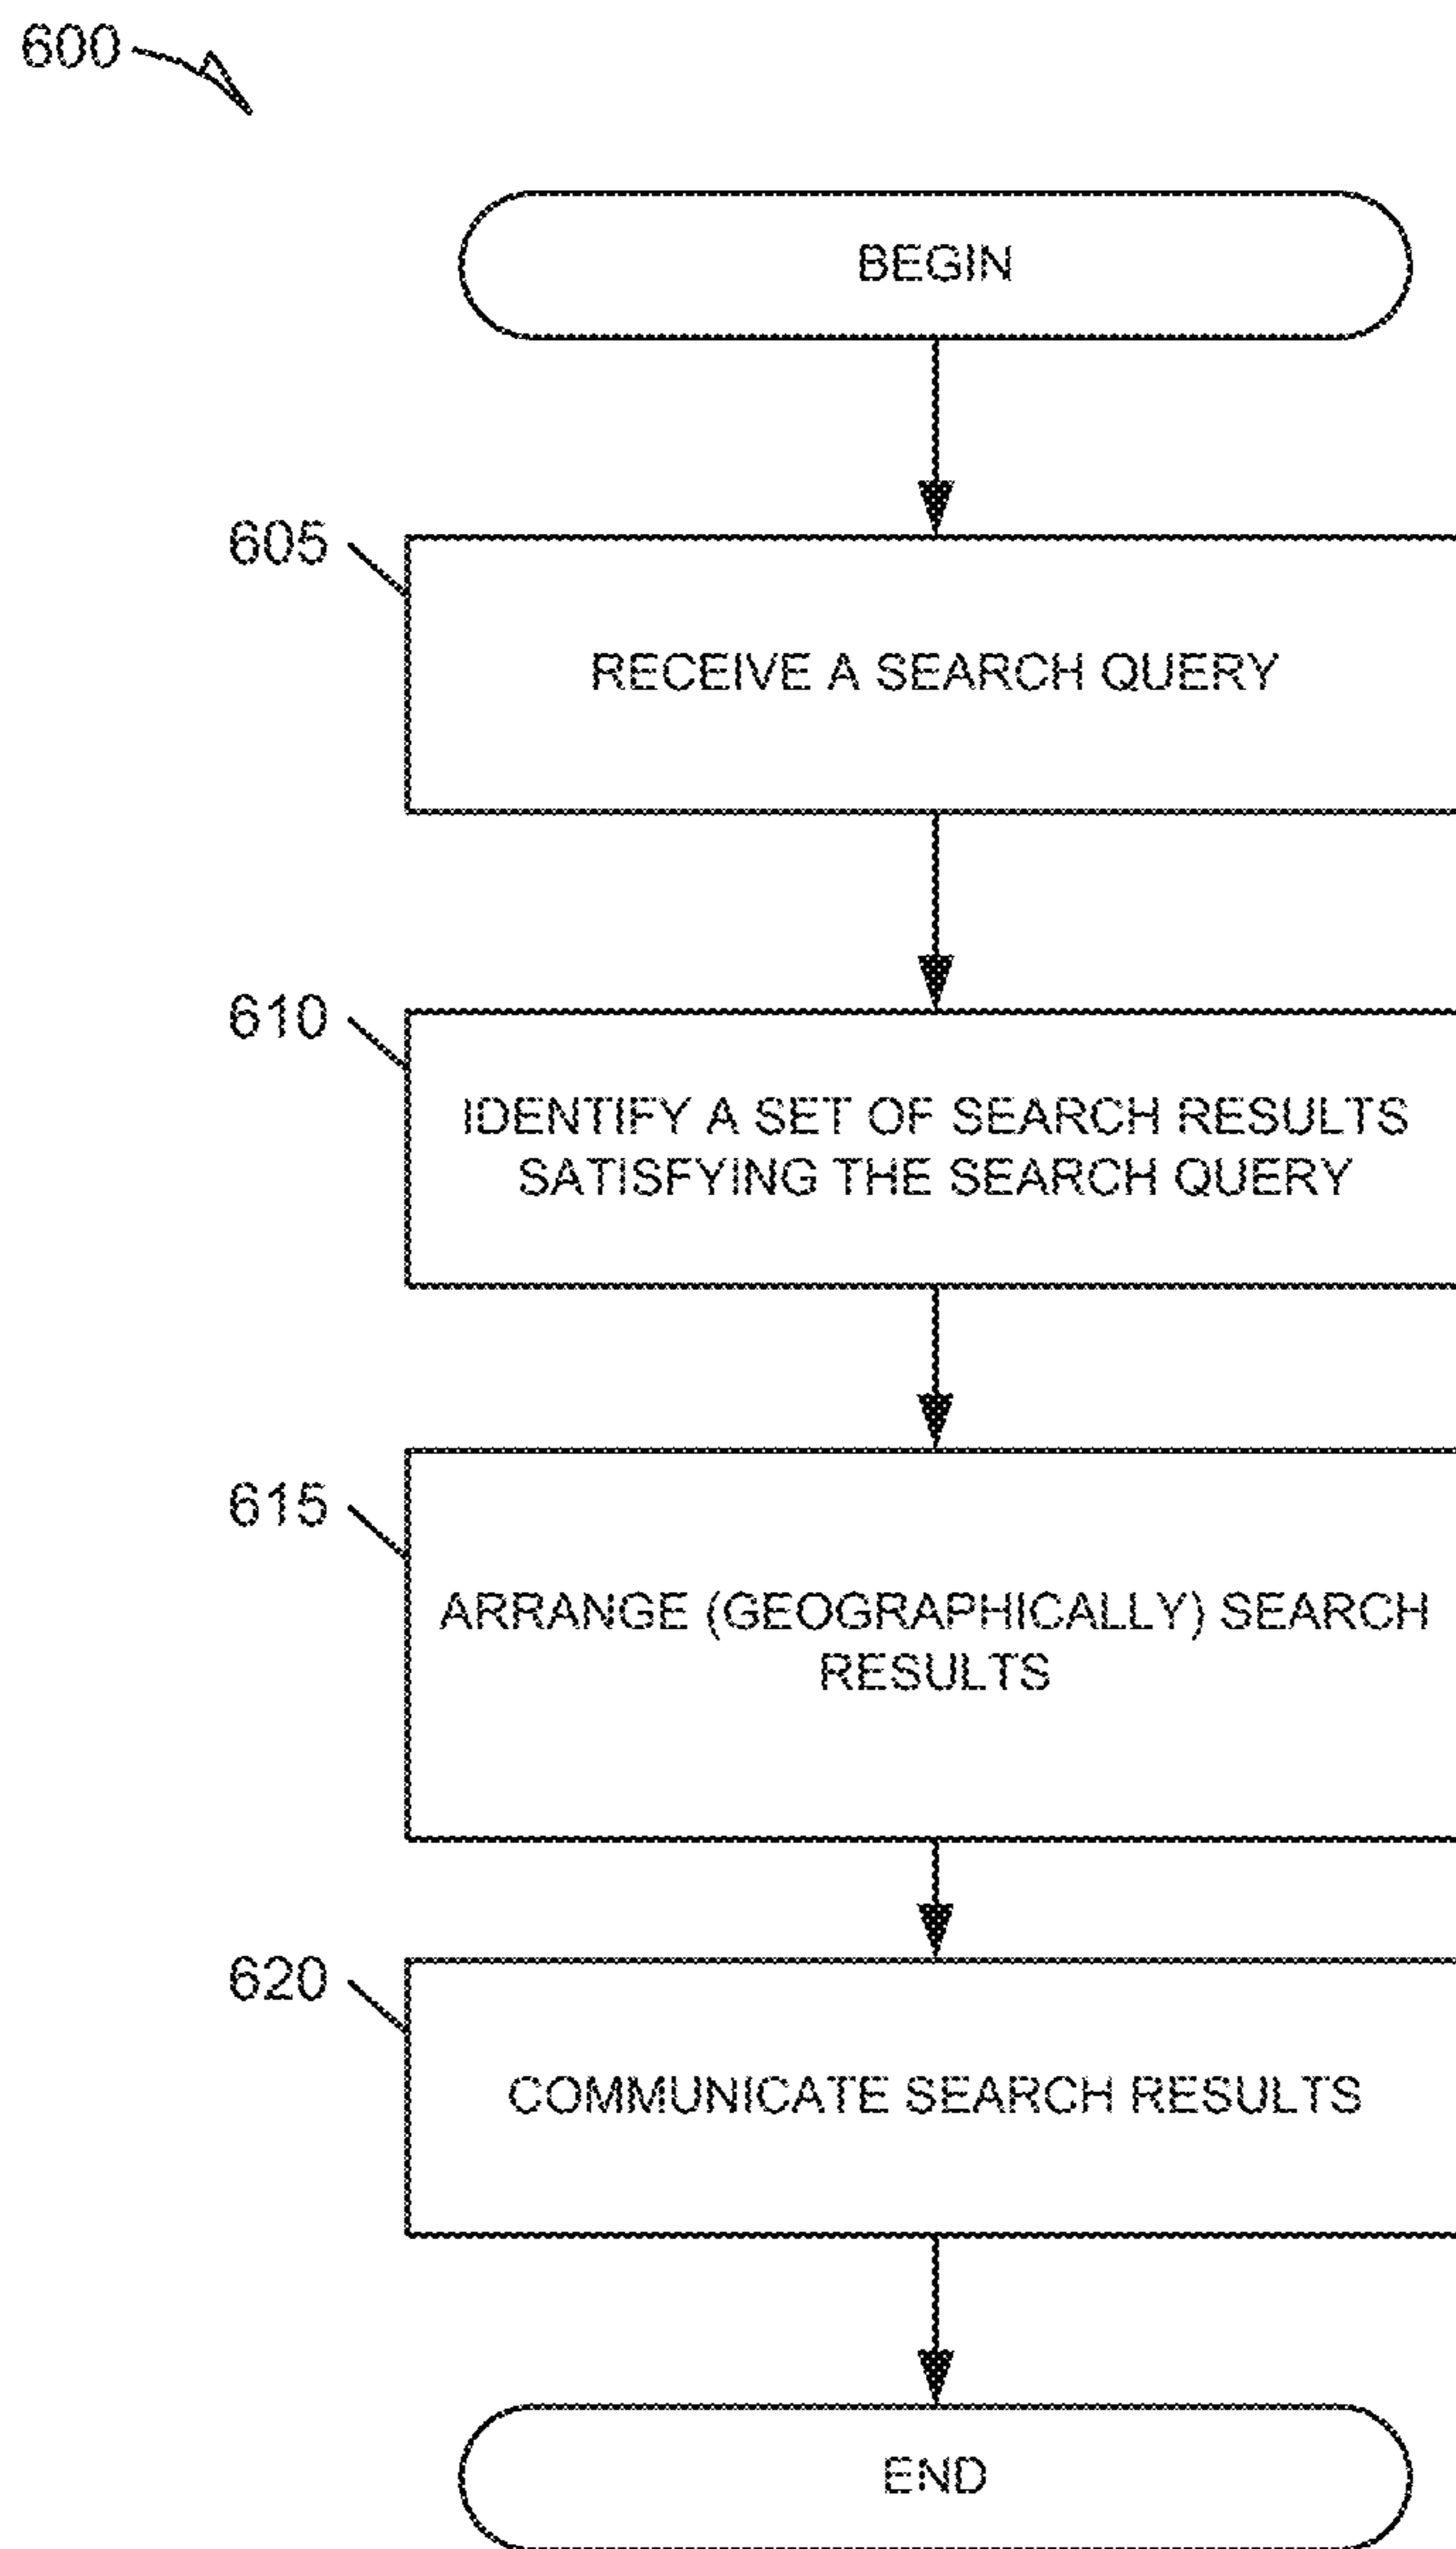 600
BEGIN
605
RECEIVE A SEARCH QUERY
610
IDENTIFY A SET OF SEARCH RESULTS
SATISFYING THE SEARCH QUERY
615
ARRANGE (GEOGRAPHICALLY) SEARCH
RESULTS
620
COMMUNICATE SEARCH RESULTS
END